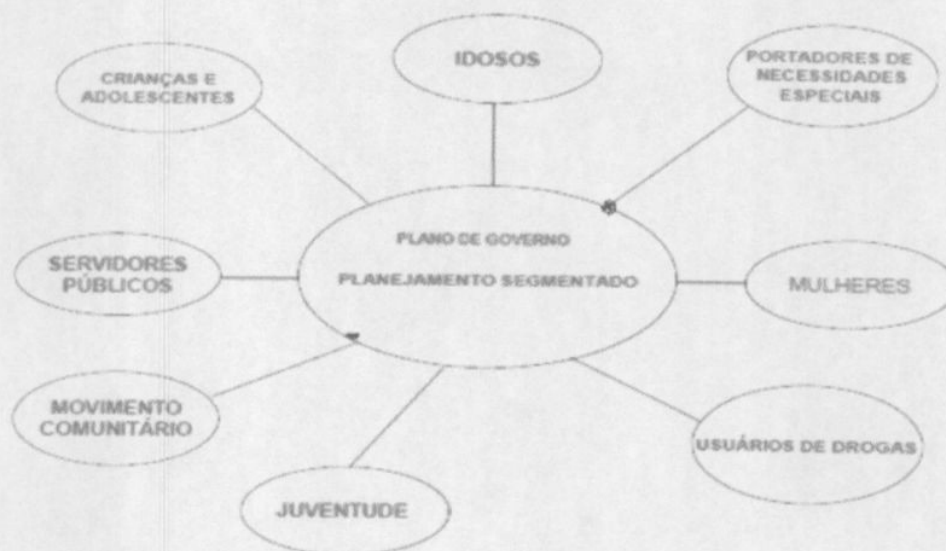 IDOSOS
CRIANÇAS E
ADOLESCENTES
PORTADORES DE
NECESSIDADES
ESPECIAIS
PLANO DE GOVERNO
PLANEJAMENTO SEGMENTADO
SERVIDORES
PÚBLICOS
MULHERES
MOVIMENTO
COMUNITÁRIO
USUÁRIOS DE DROGAS
JUVENTUDE